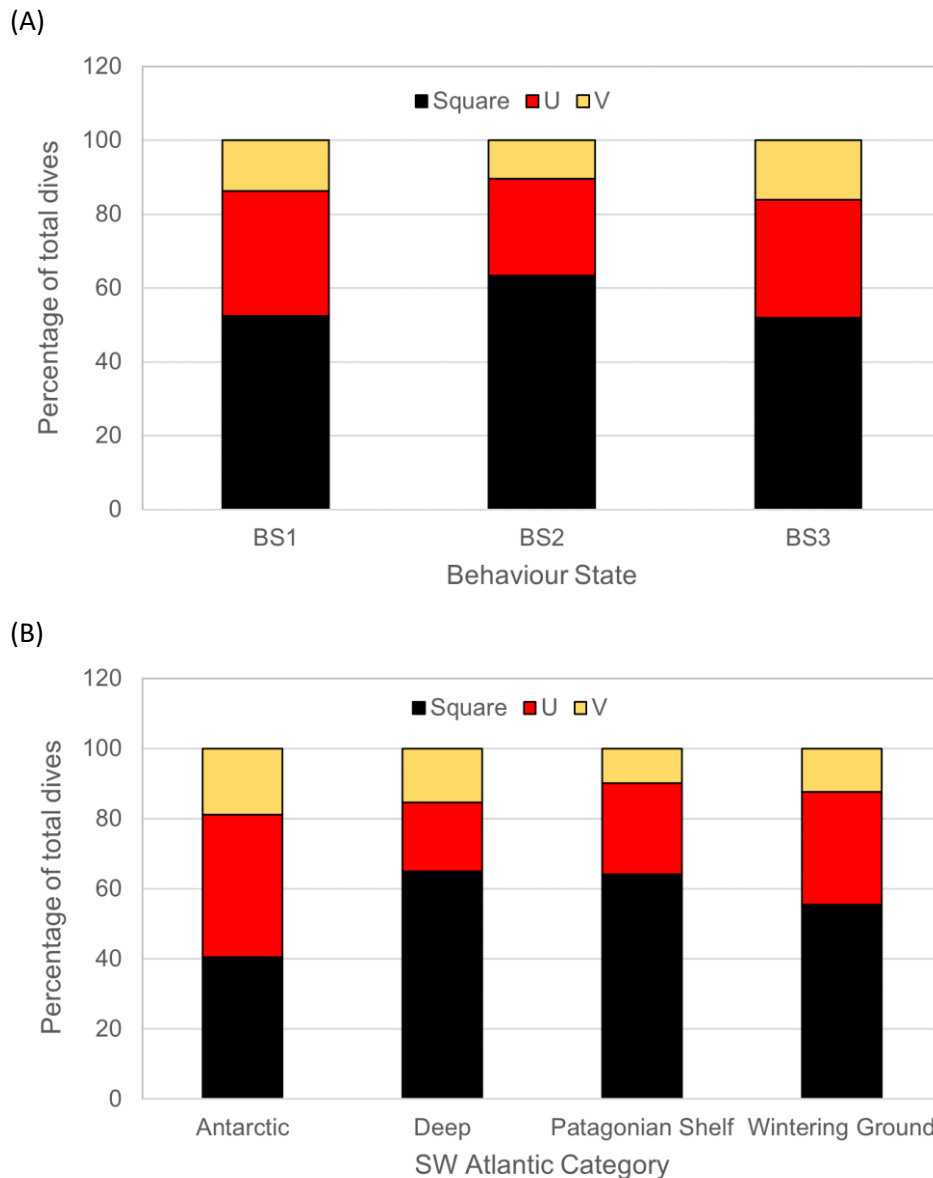 (A)
120
100
80
60
40
20
0
Percentage of total dives
Square U V
BS1 BS2 BS3
Behaviour State
(B)
120
100
80
60
40
20
0
Percentage of total dives
Square U V
Antarctic Deep Patagonian Shelf Wintering Ground
SW Atlantic Category